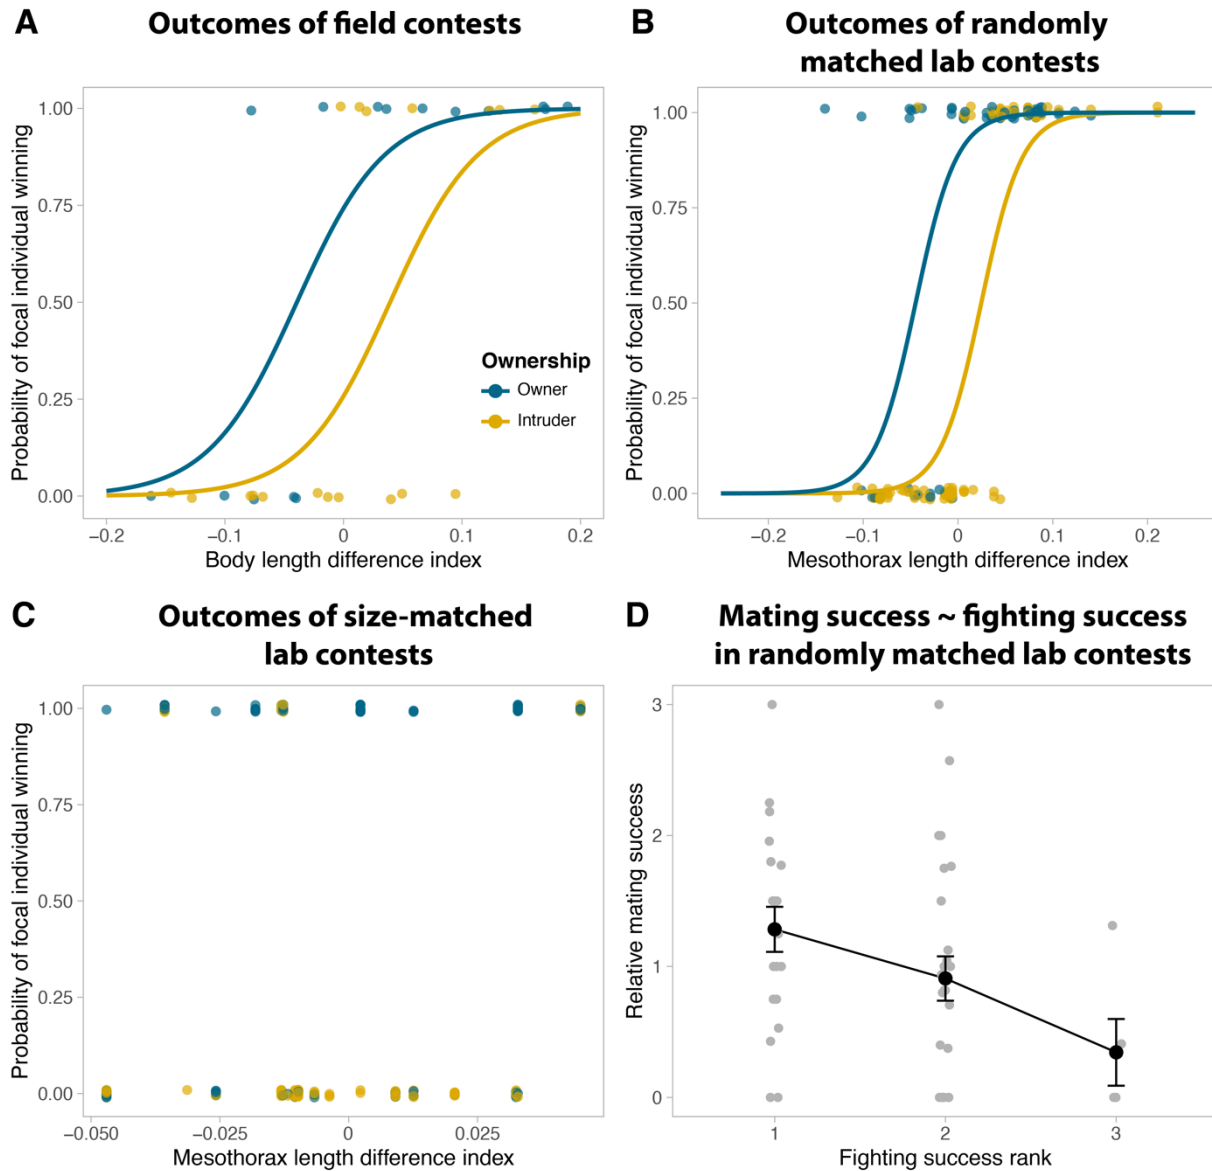 A
Outcomes of field contests
Probability of focal individual winning
1.00
0.75
0.50
0.25
0.00
Ownership
Owner
Intruder
−0.2
−0.1
0
0.1
0.2
Body length difference index
B
Outcomes of randomly
matched lab contests
Probability of focal individual winning
1.00
0.75
0.50
0.25
0.00
−0.2
−0.1
0
0.1
0.2
Mesothorax length difference index
C
Outcomes of size-matched
lab contests
Probability of focal individual winning
1.00
0.75
0.50
0.25
0.00
−0.050
−0.025
0
0.025
Mesothorax length difference index
D
Mating success ~ fighting success
in randomly matched lab contests
Relative mating success
3
2
1
0
1
2
3
Fighting success rank